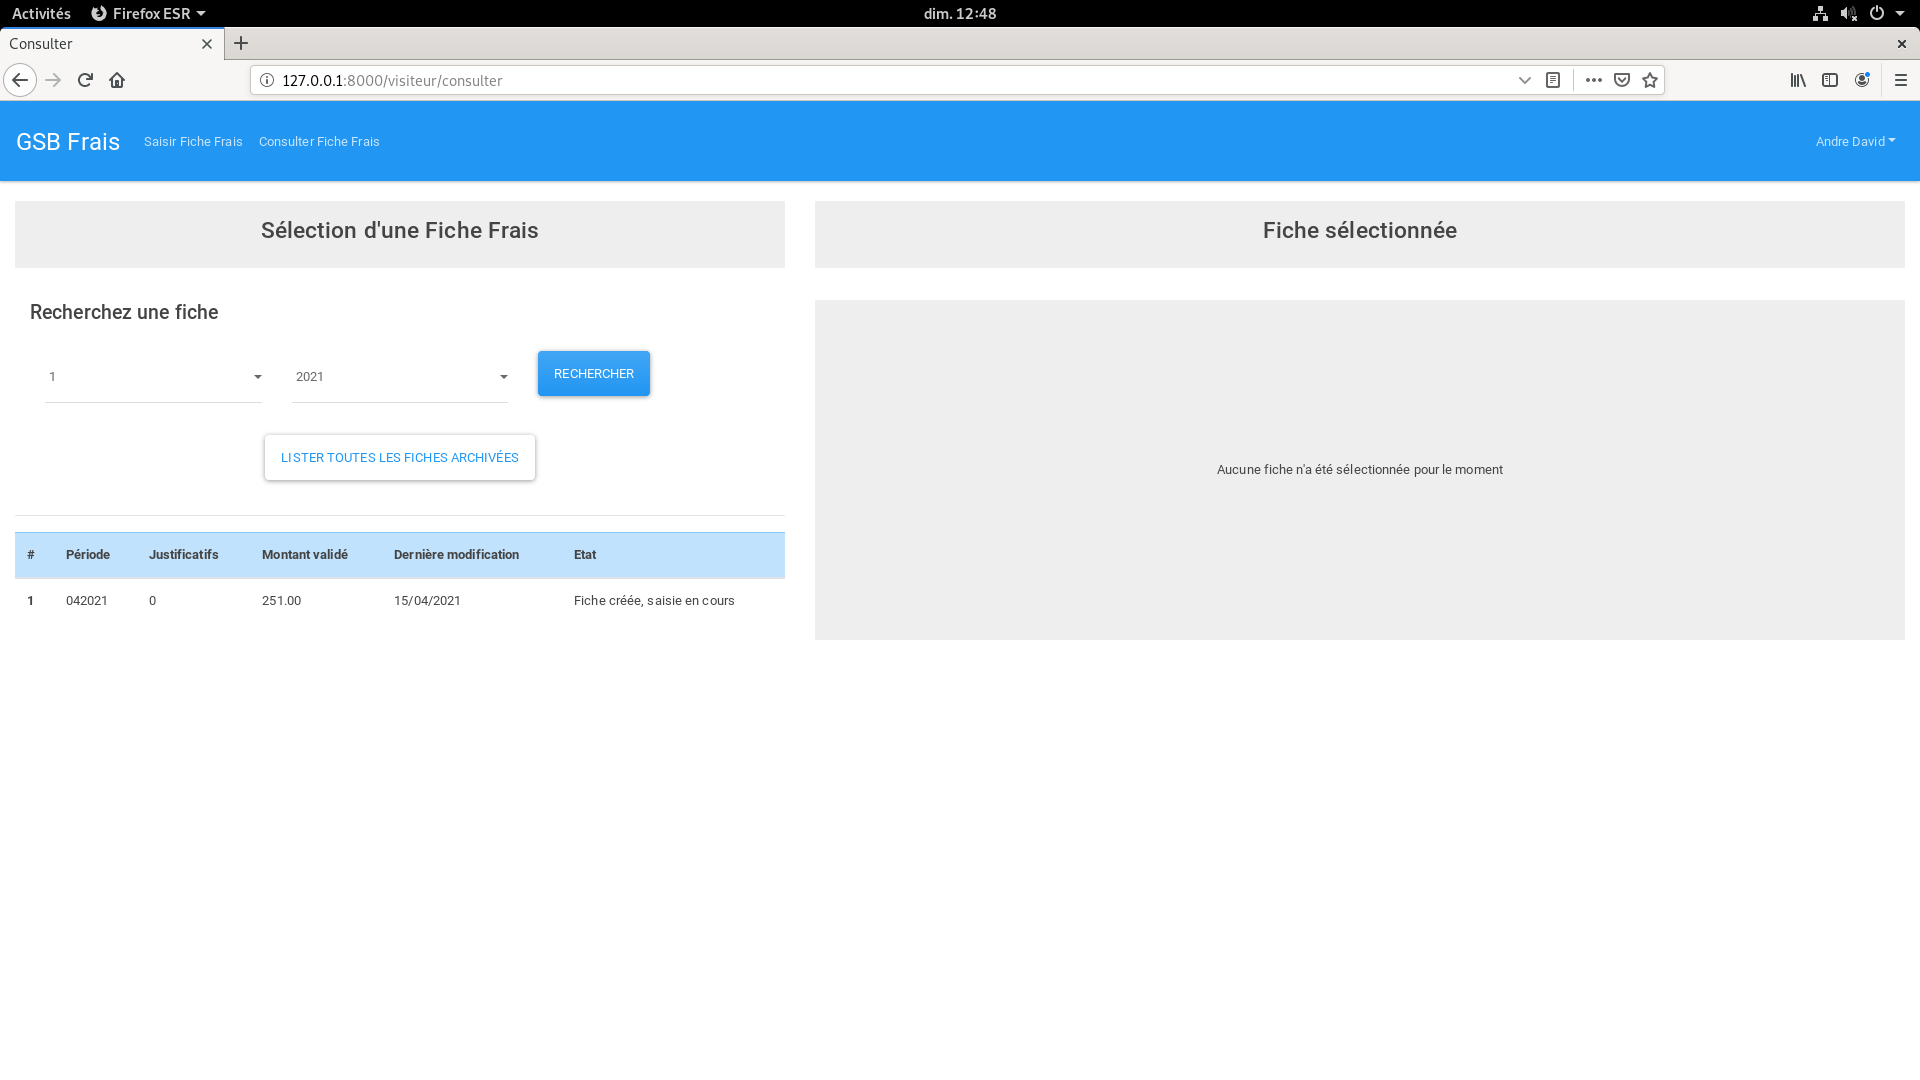 Activités Firefox ESR dim. 12:48
Consulter
127.0.0.1:8000/visiteur/consulter
GSB Frais Saisir Fiche Frais Consulter Fiche Frais Andre David
Sélection d'une Fiche Frais
Recherchez une fiche
1 2021 RECHERCHER
LISTER TOUTES LES FICHES ARCHIVÉES
# Période Justificatifs Montant validé Dernière modification Etat
1 042021 0 251.00 15/04/2021 Fiche créée, saisie en cours
Fiche sélectionnée
Aucune fiche n'a été sélectionnée pour le moment